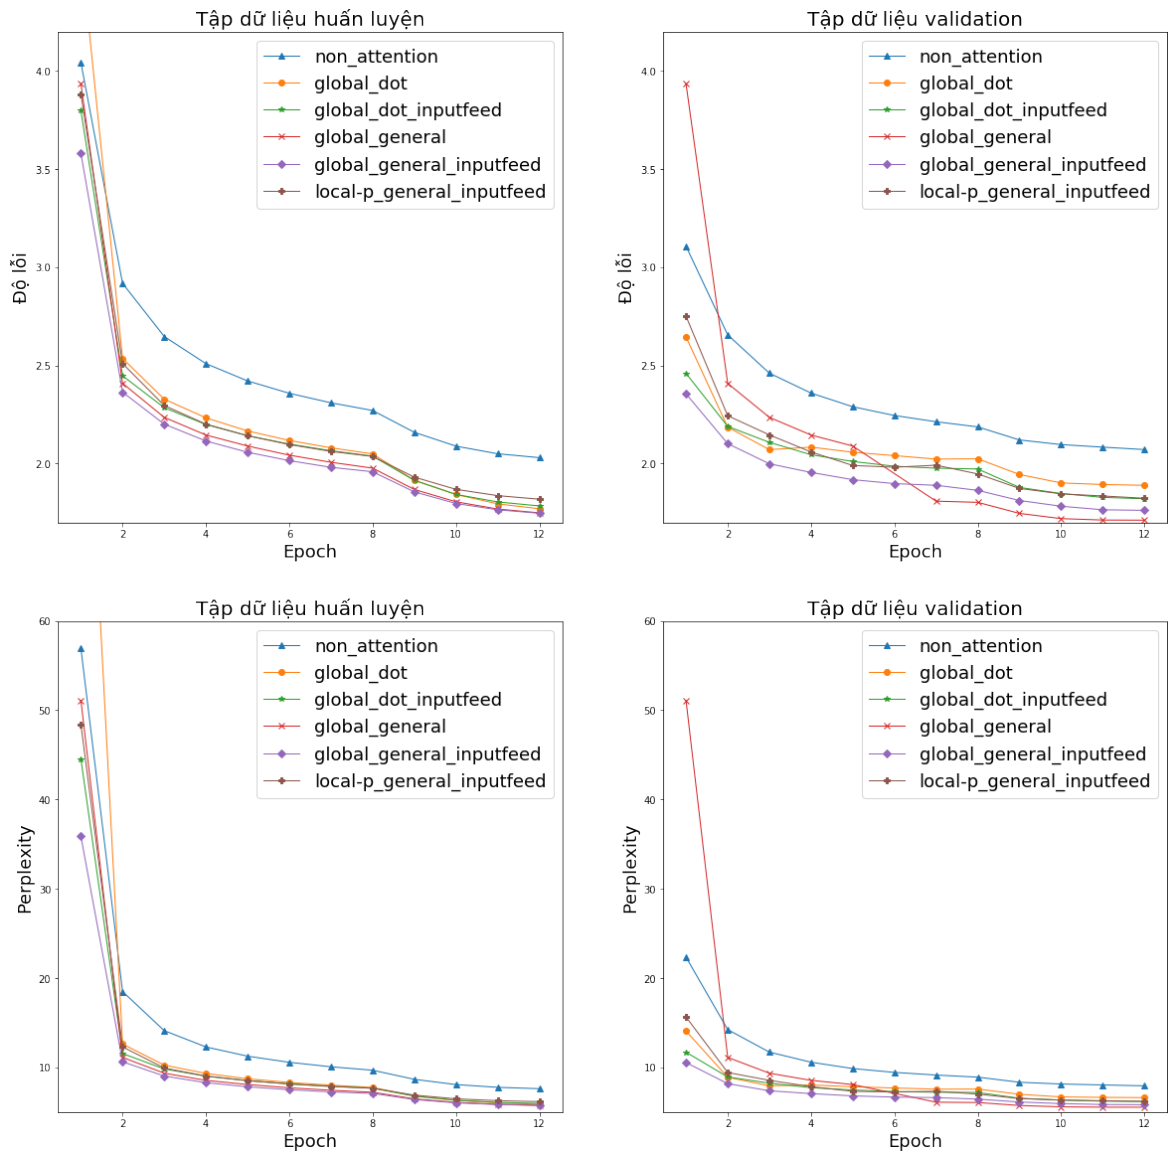 Tập dữ liệu huấn luyện
4.0
3.5
3.0
2.5
2.0
Độ lỗi
non_attention
global_dot
global_dot_inputfeed
global_general
global_general_inputfeed
local-p_general_inputfeed
2 4 6 8 10 12
Epoch
Tập dữ liệu validation
4.0
3.5
3.0
2.5
2.0
Độ lỗi
non_attention
global_dot
global_dot_inputfeed
global_general
global_general_inputfeed
local-p_general_inputfeed
2 4 6 8 10 12
Epoch
Tập dữ liệu huấn luyện
60
50
40
30
20
10
Perplexity
non_attention
global_dot
global_dot_inputfeed
global_general
global_general_inputfeed
local-p_general_inputfeed
2 4 6 8 10 12
Epoch
Tập dữ liệu validation
60
50
40
30
20
10
Perplexity
non_attention
global_dot
global_dot_inputfeed
global_general
global_general_inputfeed
local-p_general_inputfeed
2 4 6 8 10 12
Epoch